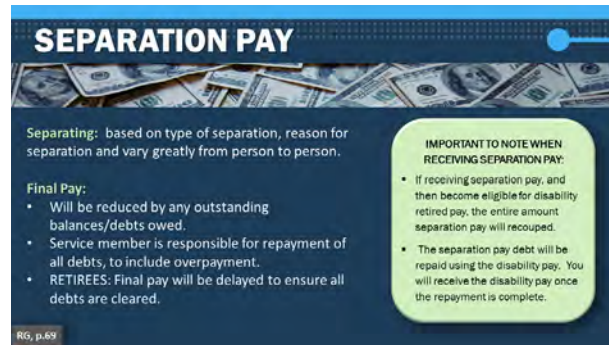 SEPARATION PAY
Separating: based on type of separation, reason for
separation and vary greatly from person to person.
Final Pay:
• Will be reduced by any outstanding
balances/debts owed.
• Service member is responsible for repayment of
all debts, to include overpayment.
• RETIREES: Final pay will be delayed to ensure all
debts are cleared.
IMPORTANT TO NOTE WHEN
RECEIVING SEPARATION PAY:
• If receiving separation pay, and
then become eligible for disability
retired pay, the entire amount
separation pay will recouped.
• The separation pay debt will be
repaid using the disability pay. You
will receive the disability pay once
the repayment is complete.
RG, p.69